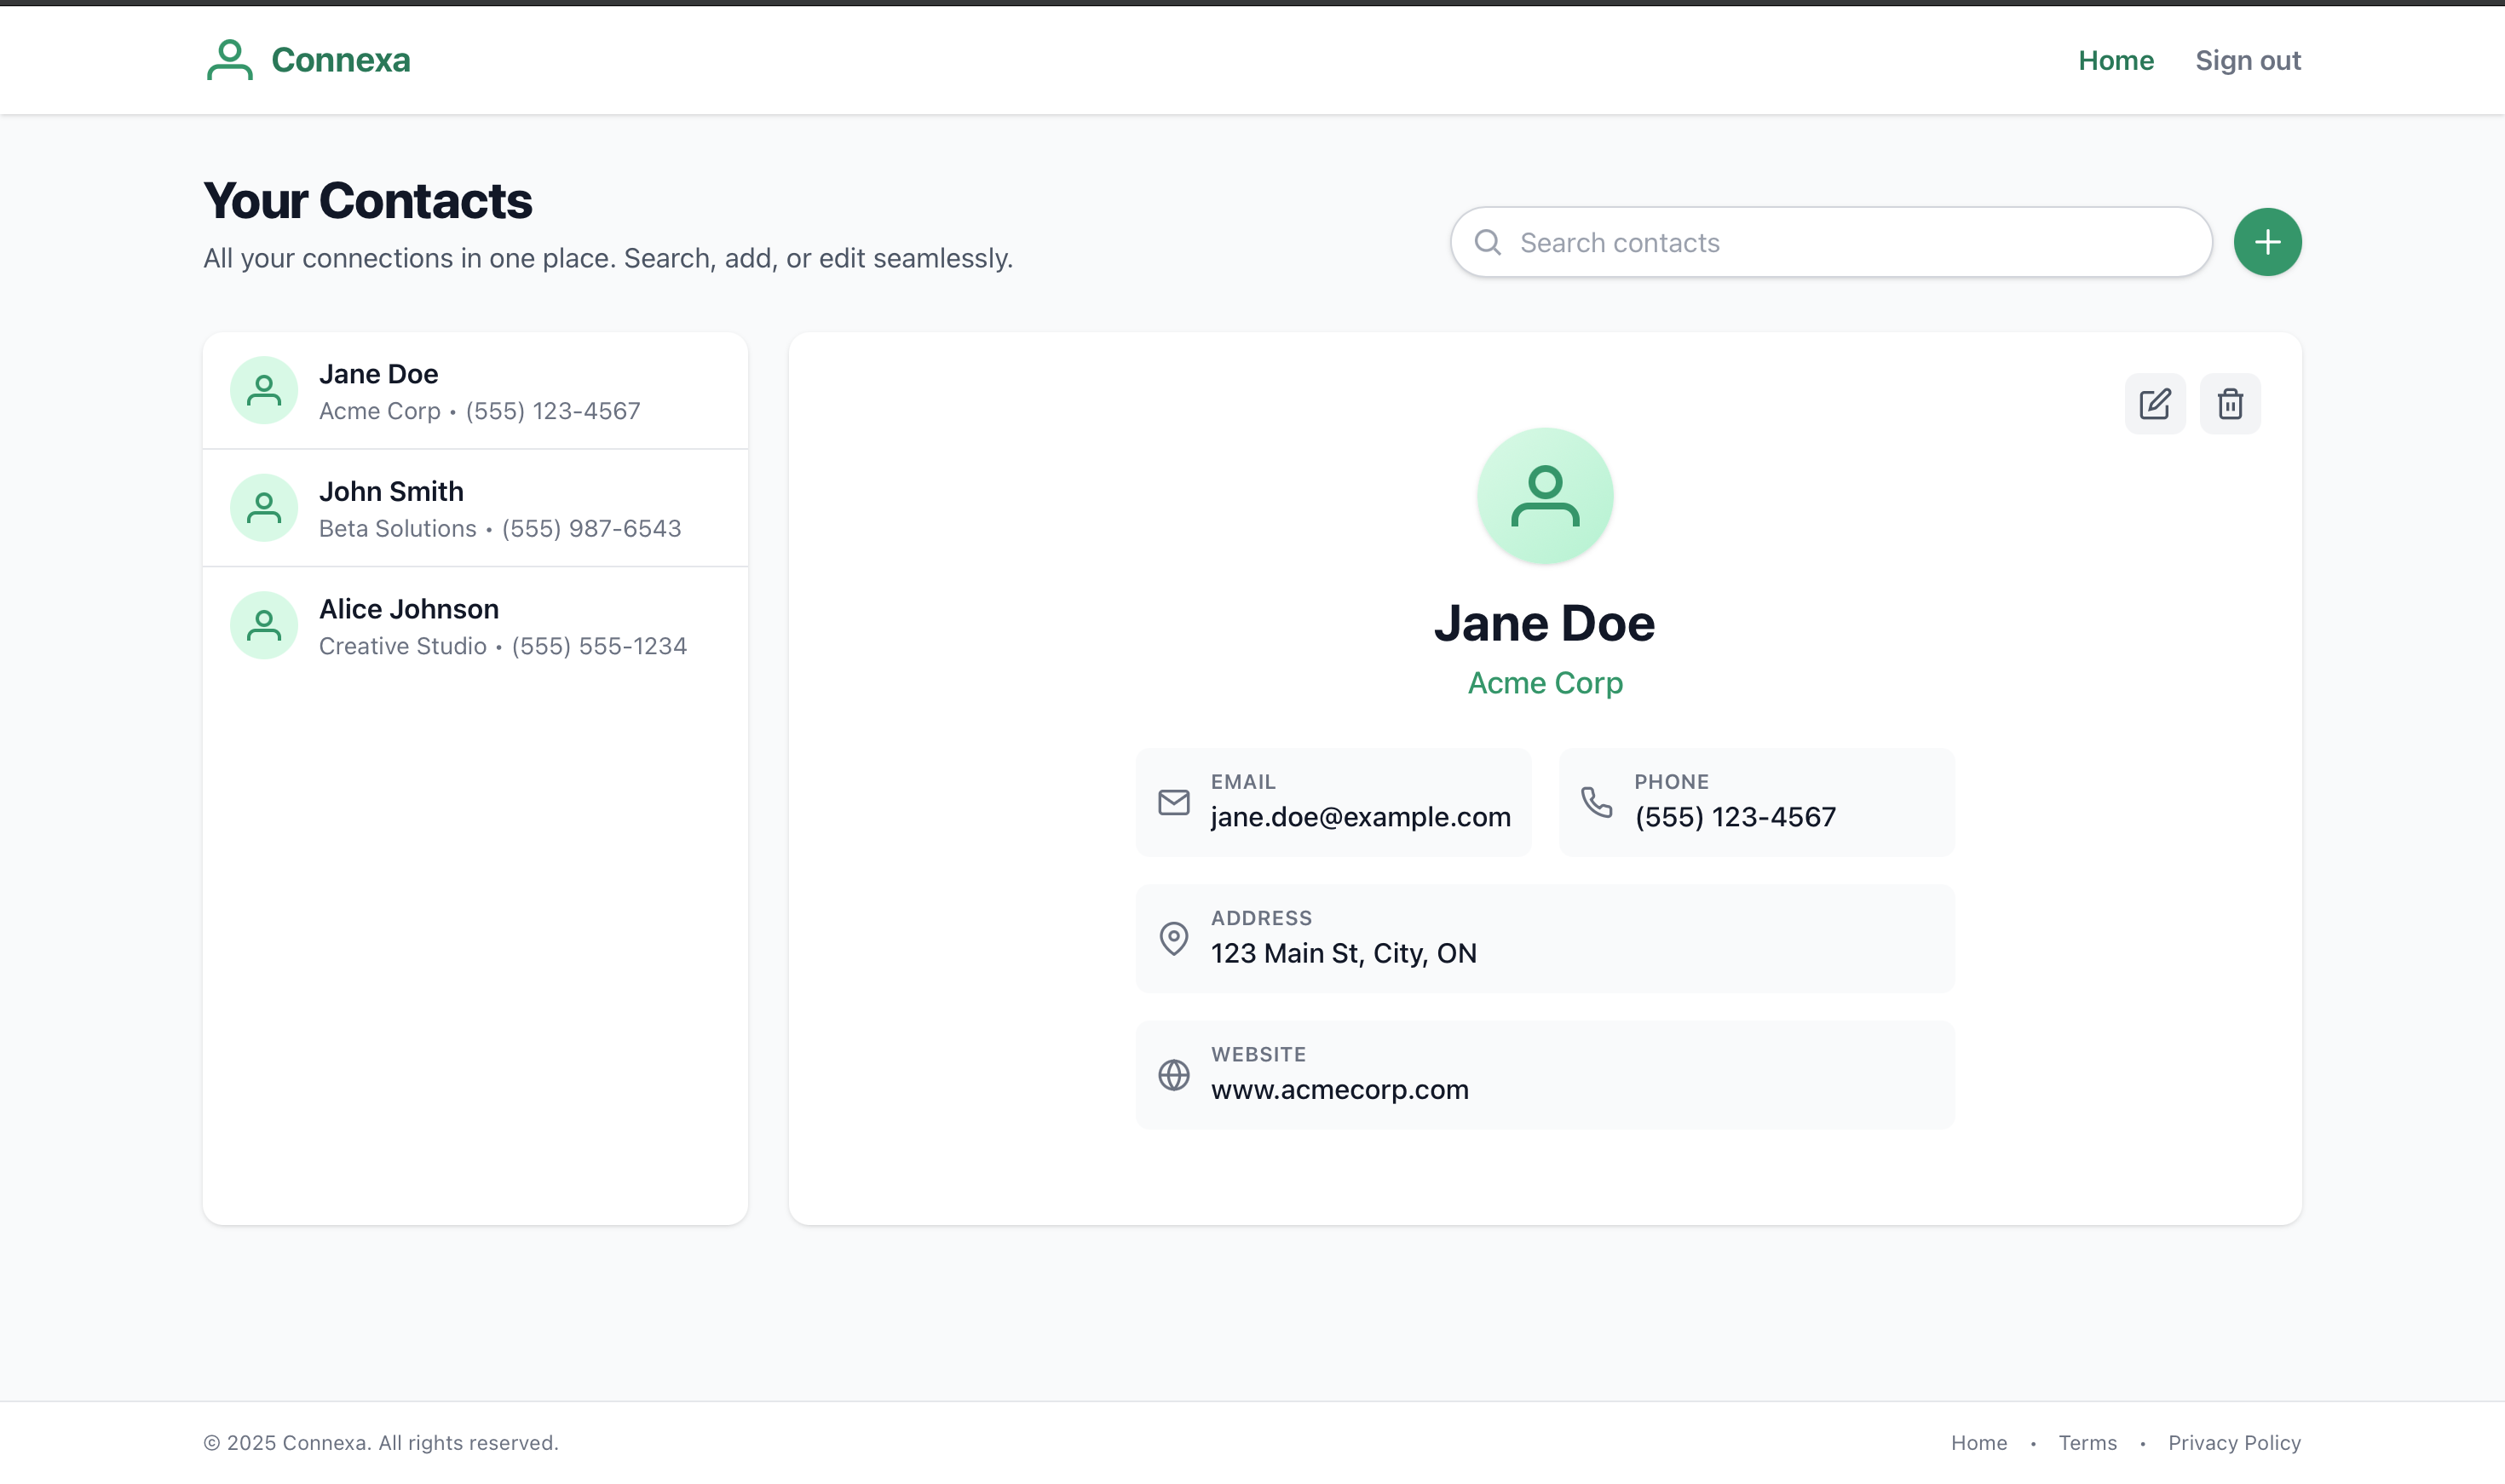 Connexa
Home
Sign out
Your Contacts
All your connections in one place. Search, add, or edit seamlessly.
Search contacts
Jane Doe
Acme Corp • (555) 123-4567
John Smith
Beta Solutions • (555) 987-6543
Alice Johnson
Creative Studio • (555) 555-1234
Jane Doe
Acme Corp
EMAIL
jane.doe@example.com
PHONE
(555) 123-4567
ADDRESS
123 Main St, City, ON
WEBSITE
www.acmecorp.com
© 2025 Connexa. All rights reserved.
Home • Terms • Privacy Policy